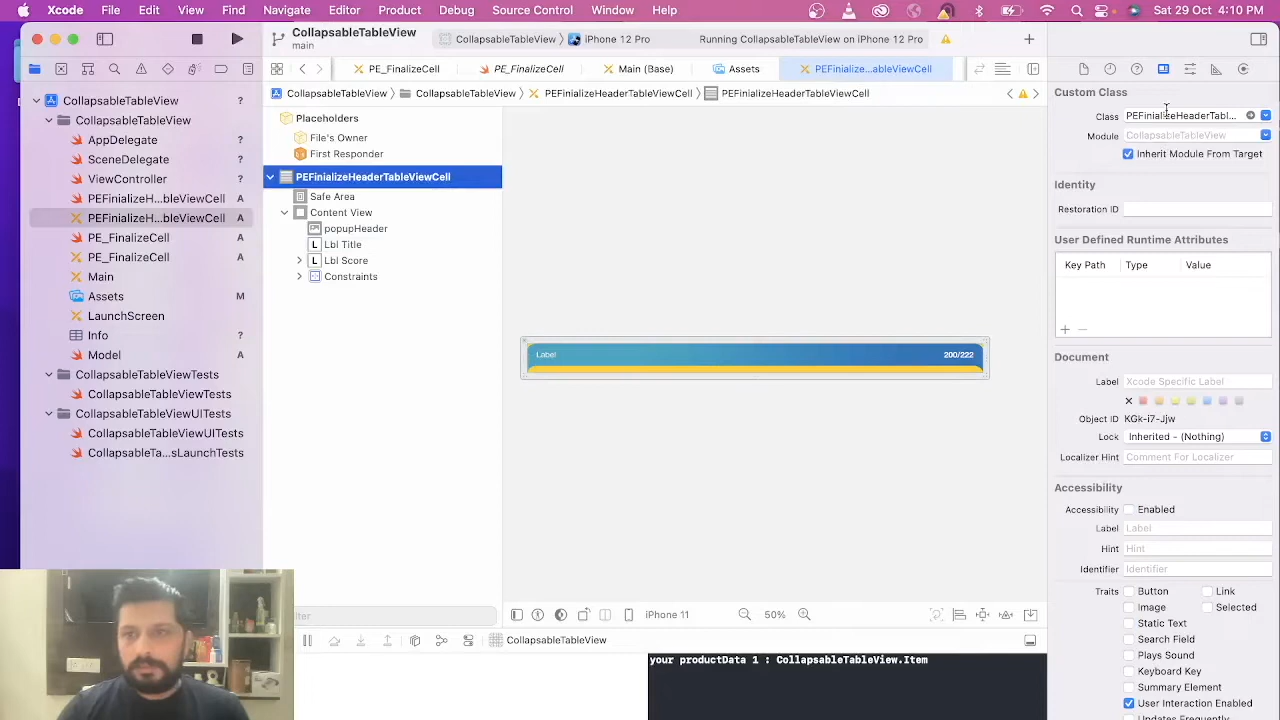 Xcode File Edit View Find Navigate Editor Product Debug Source Control Window Help Sat 29 Oct 4:10 PM
CollapsableTableView
main
CollapsableTableView iPhone 12 Pro Running CollapsableTableView on iPhone 12 Pro
PE_FinalizeCell PE_FinalizeCell Main (Base) Assets PEFinialize...ableViewCell
CollapsableTableView CollapsableTableView PEFinializeHeaderTableViewCell PEFinializeHeaderTableViewCell
CollapsableTableView ?
CollapsableTableView
AppDelegate ?
SceneDelegate ?
ViewController ?
PEFinializeH...bleViewCell A
PEFinializeH...bleViewCell A
PE_FinalizeCell A
PE_FinalizeCell A
Main ?
Assets M
LaunchScreen ?
Info ?
Model A
CollapsableTableViewTests
CollapsableTableViewTests ?
CollapsableTableViewUITests
CollapsableTableViewUITests ?
CollapsableTa...sLaunchTests ?
Placeholders
File's Owner
First Responder
PEFinializeHeaderTableViewCell
Safe Area
Content View
popupHeader
L Lbl Title
L Lbl Score
Constraints
Label 200/222
iPhone 11 50%
CollapsableTableView
your productData 1 : CollapsableTableView.Item
Custom Class
Class PEFinializeHeaderTabl...
Module CollapsableTableView
Inherit Module From Target
Identity
Restoration ID
User Defined Runtime Attributes
Key Path Type Value
Document
Label Xcode Specific Label
Object ID KGk-i7-Jjw
Lock Inherited - (Nothing)
Localizer Hint Comment For Localizer
Accessibility
Accessibility Enabled
Label Label
Hint Hint
Identifier Identifier
Traits Button Link
Image Selected
Static Text
Search Field
Plays Sound
Keyboard Key
Summary Element
User Interaction Enabled
Updates Frequently